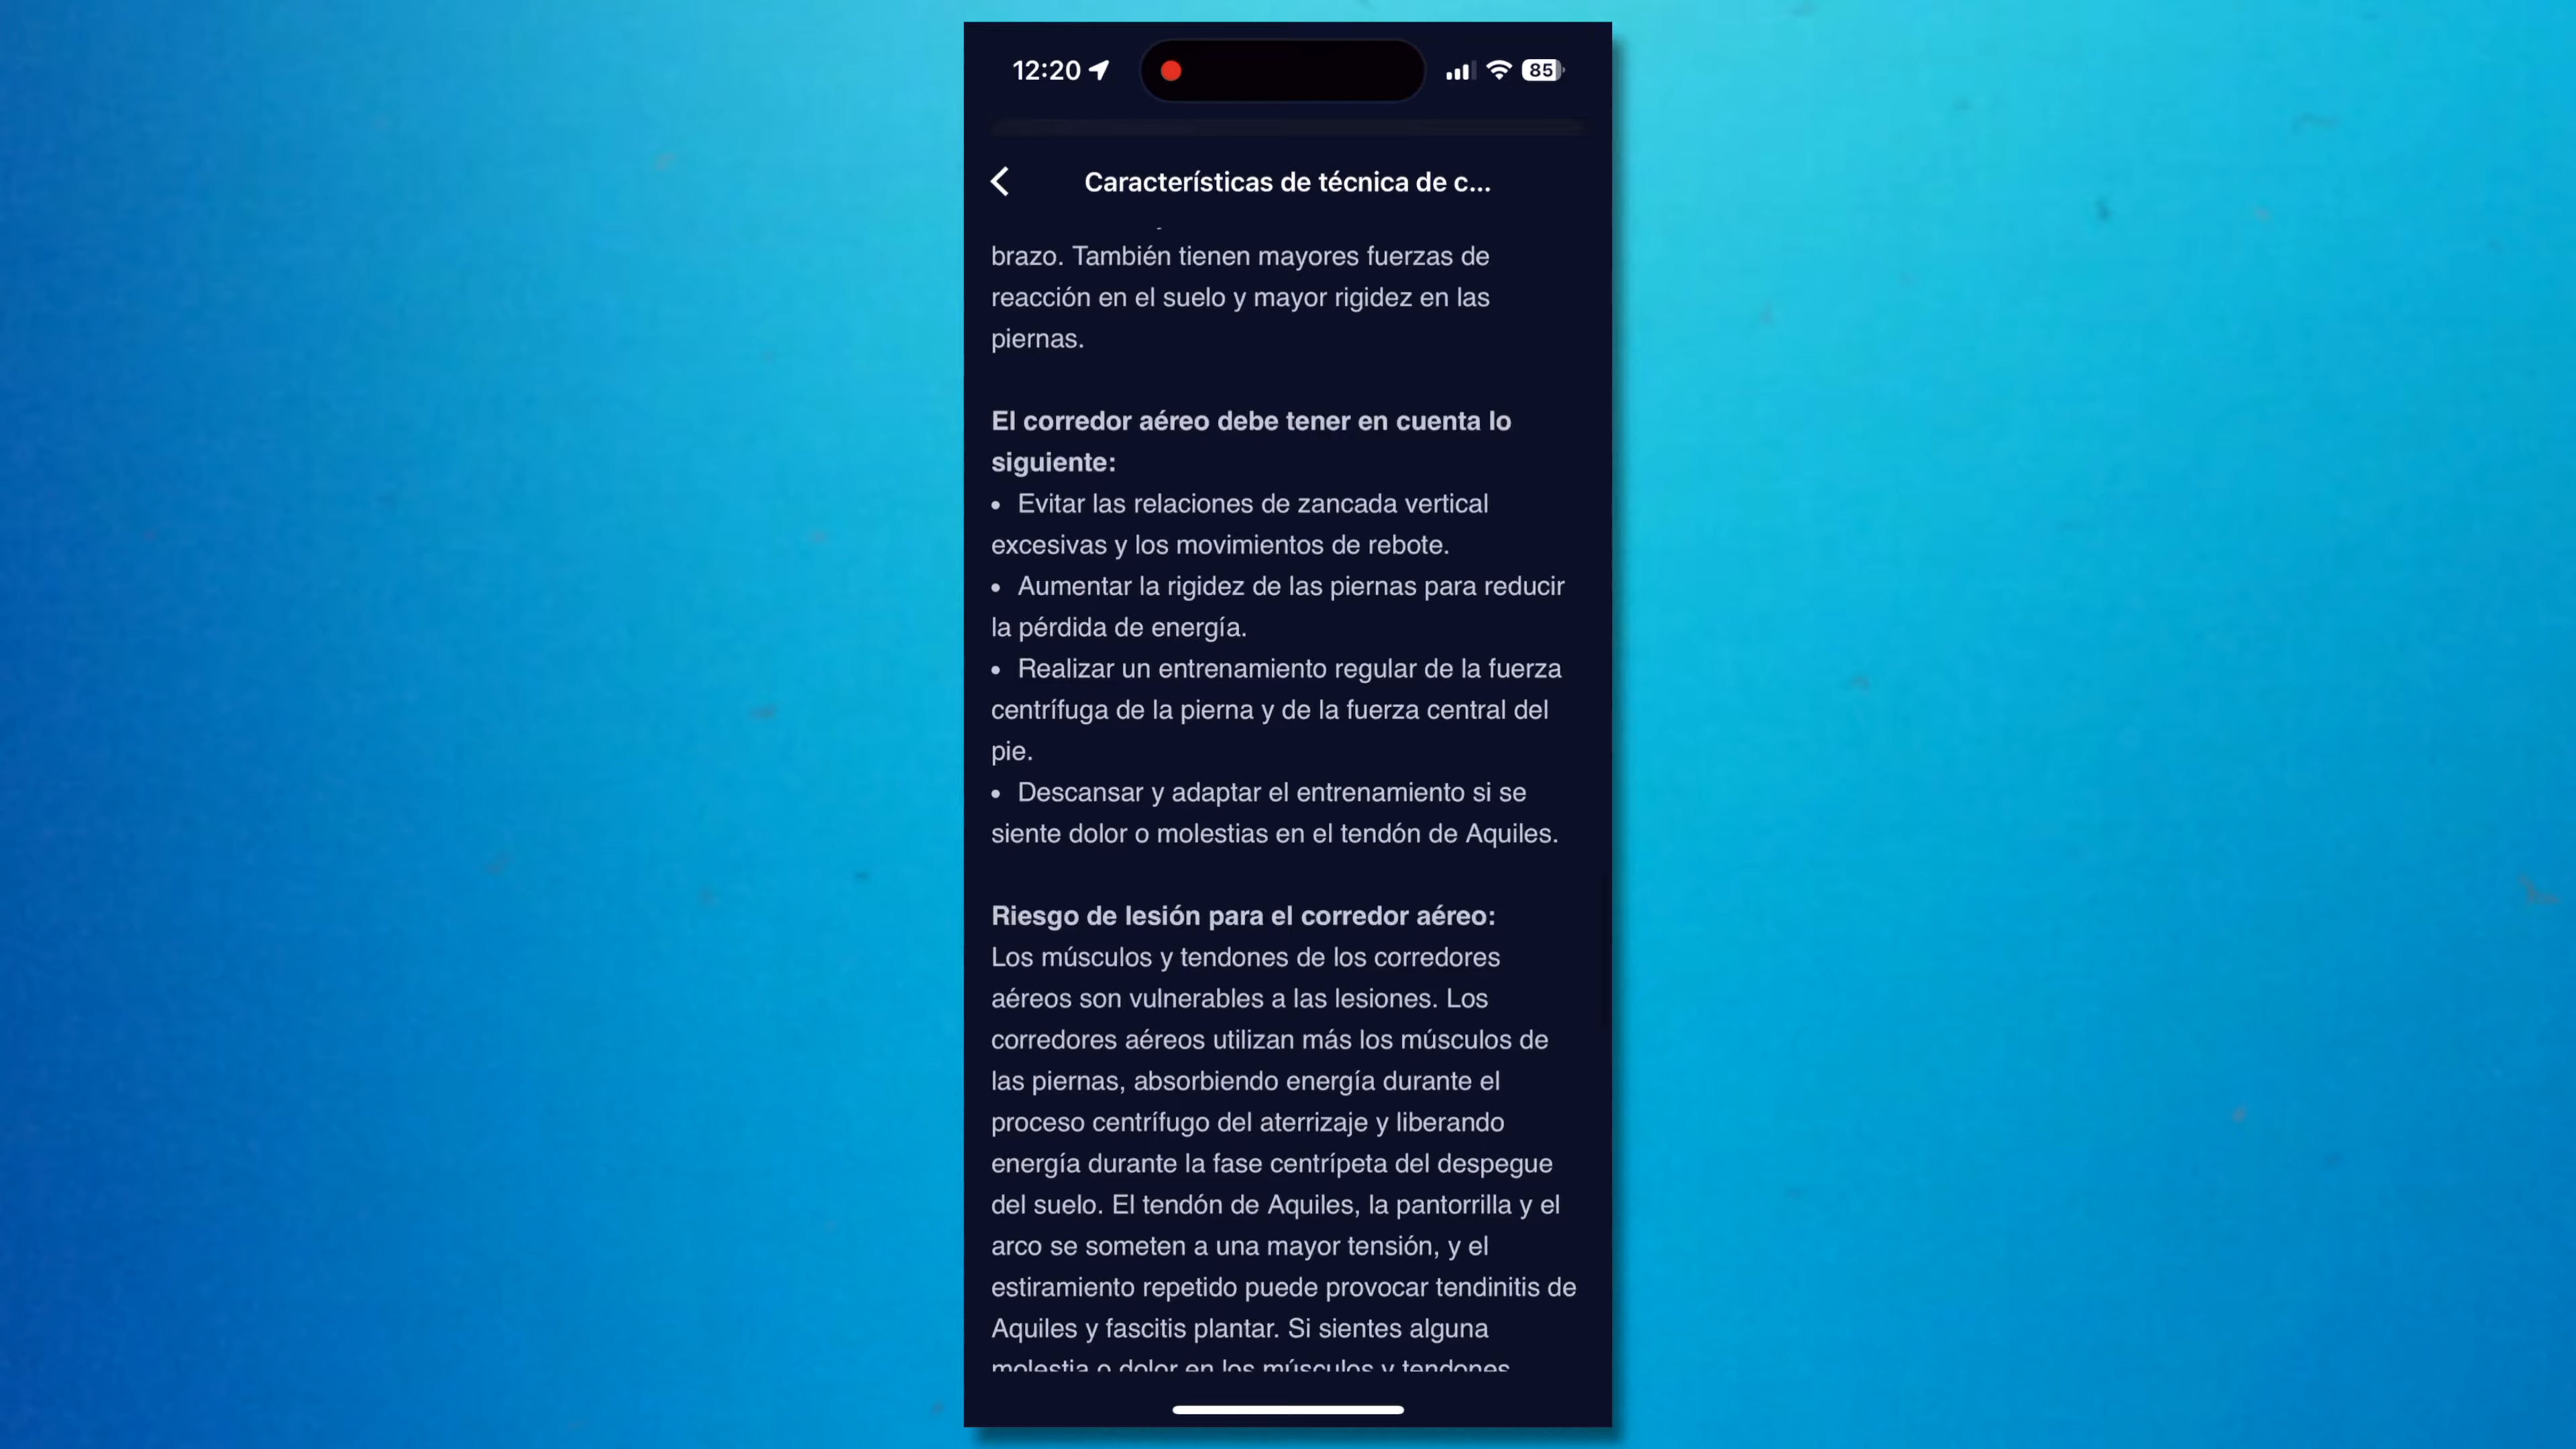 12:20
85
Características de técnica de c...
brazo. También tienen mayores fuerzas de
reacción en el suelo y mayor rigidez en las
piernas.
El corredor aéreo debe tener en cuenta lo
siguiente:
• Evitar las relaciones de zancada vertical
excesivas y los movimientos de rebote.
• Aumentar la rigidez de las piernas para reducir
la pérdida de energía.
• Realizar un entrenamiento regular de la fuerza
centrífuga de la pierna y de la fuerza central del
pie.
• Descansar y adaptar el entrenamiento si se
siente dolor o molestias en el tendón de Aquiles.
Riesgo de lesión para el corredor aéreo:
Los músculos y tendones de los corredores
aéreos son vulnerables a las lesiones. Los
corredores aéreos utilizan más los músculos de
las piernas, absorbiendo energía durante el
proceso centrífugo del aterrizaje y liberando
energía durante la fase centrípeta del despegue
del suelo. El tendón de Aquiles, la pantorrilla y el
arco se someten a una mayor tensión, y el
estiramiento repetido puede provocar tendinitis de
Aquiles y fascitis plantar. Si sientes alguna
molestia o dolor en los músculos y tendones